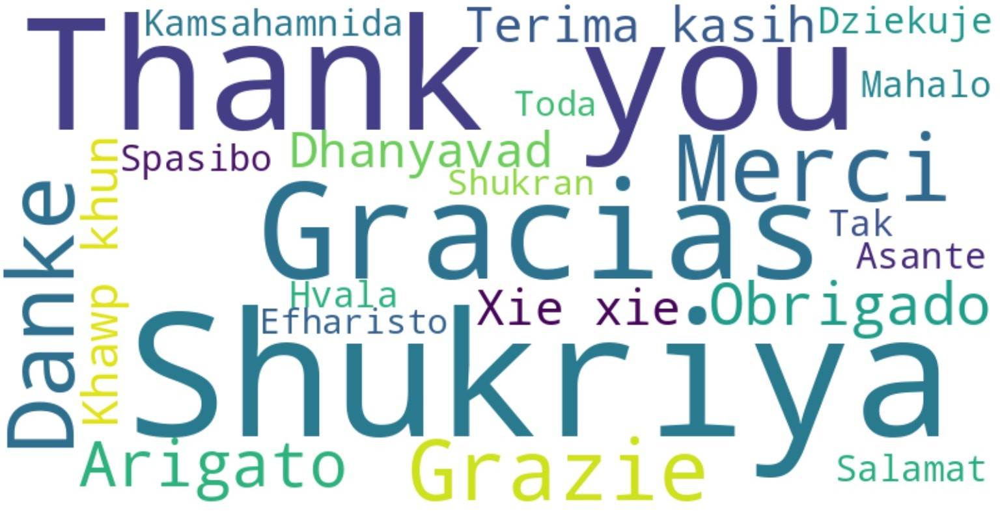 Kamsahamnida
Terima kasih
Dziekuje
Thank you
Mahalo
Toda
Spasibo
Dhanyavad
Merci
Shukran
Danke
Khawp khun
Gracias
Tak
Asante
Hvala
Xie xie
Obrigado
Efharisto
Shukriya
Arigato
Grazie
Salamat